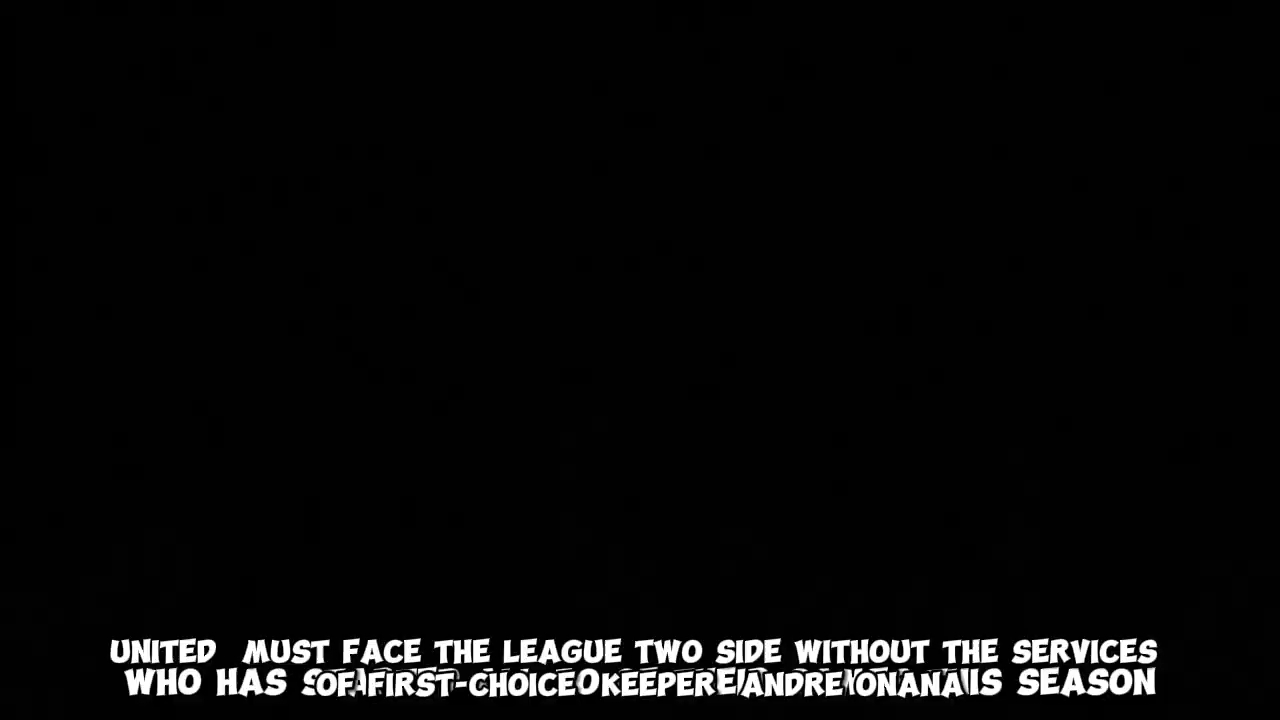 UNITED MUST FACE THE LEAGUE TWO SIDE WITHOUT THE SERVICES
OF FIRST-CHOICE KEEPER ANDRE ONANA
WHO HAS IS SEASON